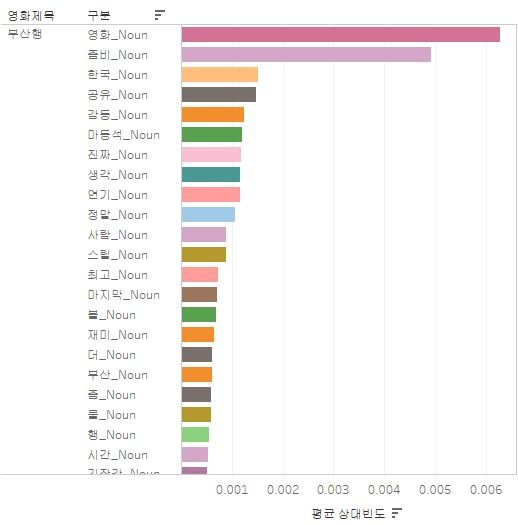 영화제목 구분
부산행 영화_Noun
좀비_Noun
한국_Noun
공유_Noun
감동_Noun
마동석_Noun
진짜_Noun
생각_Noun
연기_Noun
정말_Noun
사람_Noun
스릴_Noun
최고_Noun
마지막_Noun
볼_Noun
재미_Noun
더_Noun
부산_Noun
좀_Noun
물_Noun
행_Noun
시간_Noun
긴장감_Noun
0.001 0.002 0.003 0.004 0.005 0.006
평균 상대빈도